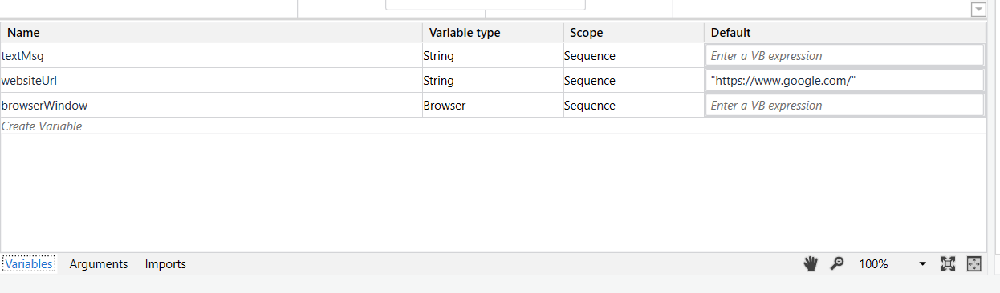 Name Variable type Scope Default
textMsg String Sequence Enter a VB expression
websiteUrl String Sequence "https://www.google.com/"
browserWindow Browser Sequence Enter a VB expression
Create Variable
Variables Arguments Imports 100%